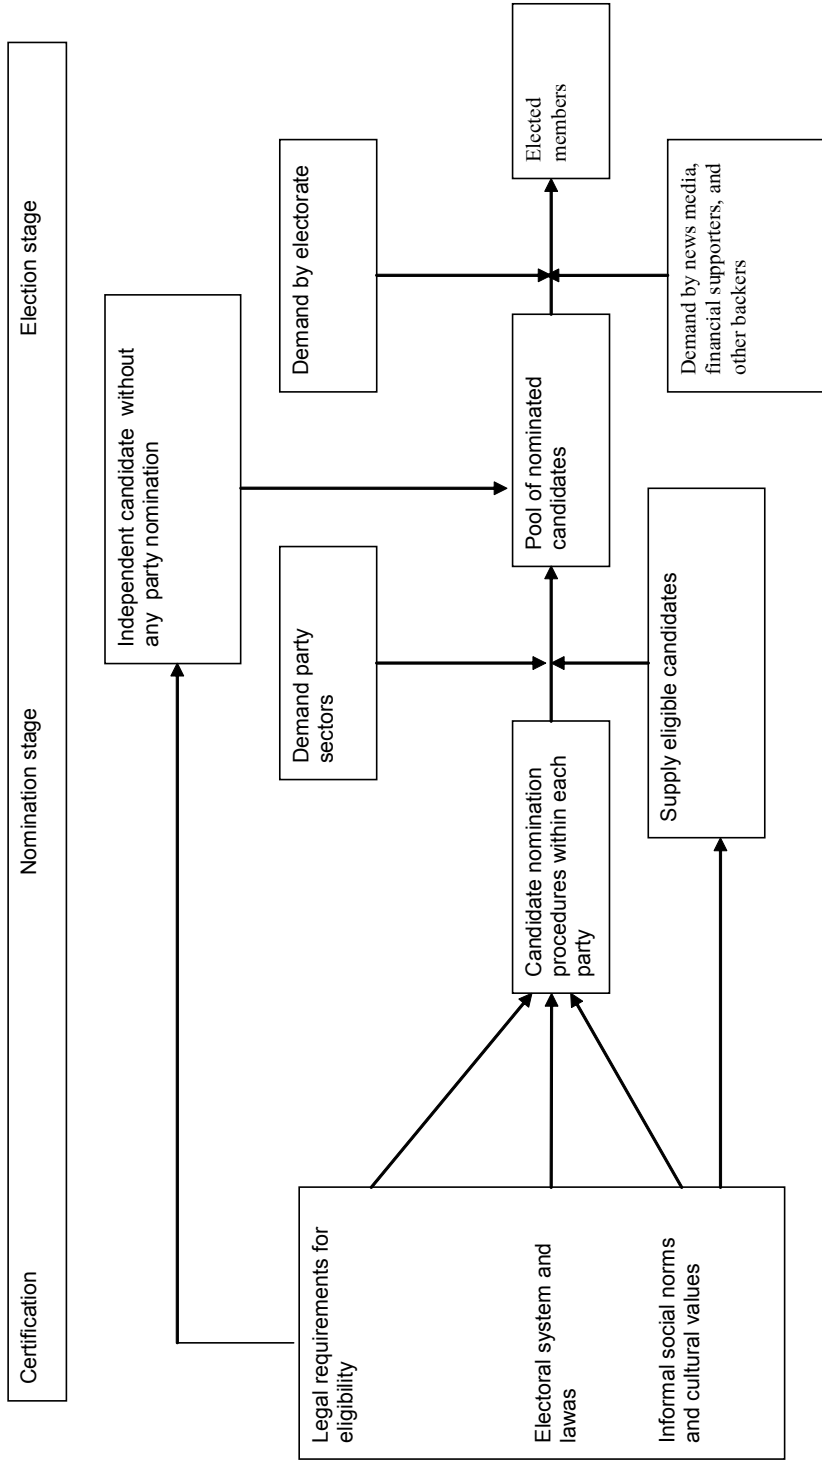 Certification
Nomination stage
Election stage
Independent candidate without
any party nomination
Legal requirements for
eligibility
Electoral system and
lawas
Informal social norms
and cultural values
Demand party
sectors
Candidate nomination
procedures within each
party
Supply eligible candidates
Pool of nominated
candidates
Demand by electorate
Demand by news media,
financial supporters, and
other backers
Elected
members